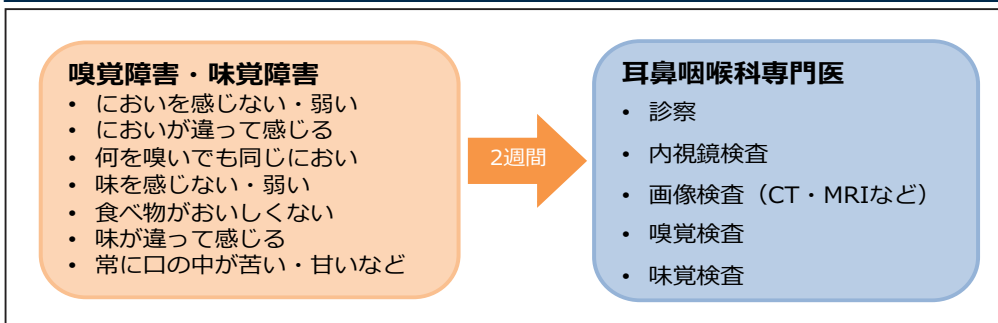 嗅覚障害・味覚障害
• においを感じない・弱い
• においが違って感じる
• 何を嗅いでも同じにおい
• 味を感じない・弱い
• 食べ物がおいしくない
• 味が違って感じる
• 常に口の中が苦い・甘いなど
2週間
耳鼻咽喉科専門医
• 診察
• 内視鏡検査
• 画像検査（CT・MRIなど）
• 嗅覚検査
• 味覚検査